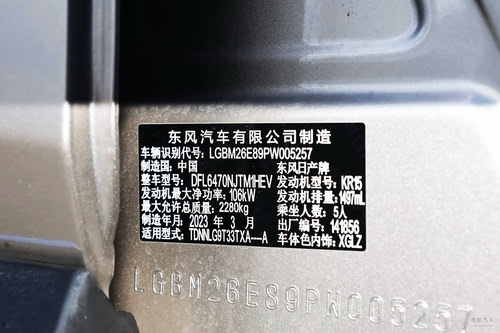 东风汽车有限公司制造
车辆识别代号: LGBM26E89PW005257
制造国: 中国 东风日产牌
整车型号: DFL6470NJTM1HEV 发动机型号: KR15
发动机最大净功率: 106kW 发动机排量: 1497mL
最大允许总质量: 2280kg 乘坐人数: 5人
制造年月: 2023 年 3 月 出厂编号: 141856
适用型式: TDNNLG9T33TXA----A 车体色内饰: XGLZ
LGBM26E89PW005257